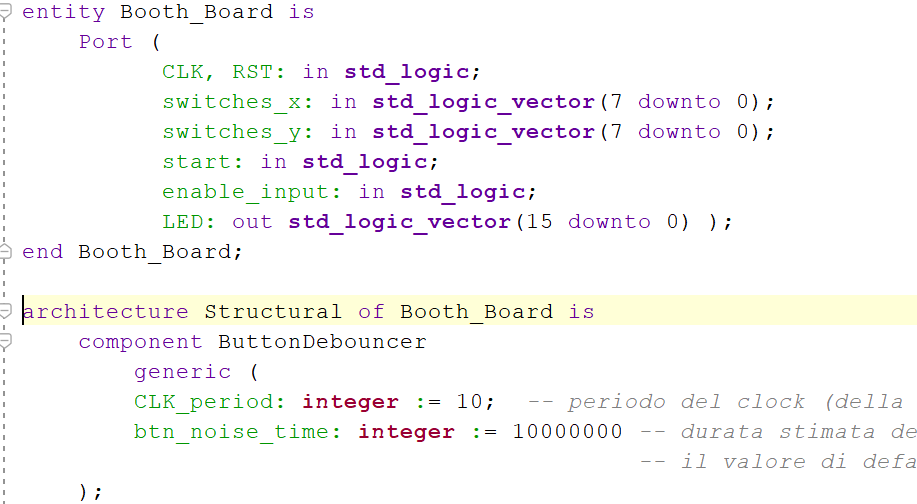 entity Booth_Board is
Port (
CLK, RST: in std_logic;
switches_x: in std_logic_vector(7 downto 0);
switches_y: in std_logic_vector(7 downto 0);
start: in std_logic;
enable_input: in std_logic;
LED: out std_logic_vector(15 downto 0) );
end Booth_Board;
architecture Structural of Booth_Board is
component ButtonDebouncer
generic (
CLK_period: integer := 10;  -- periodo del clock (della
btn_noise_time: integer := 10000000 -- durata stimata de
-- il valore di defa
);